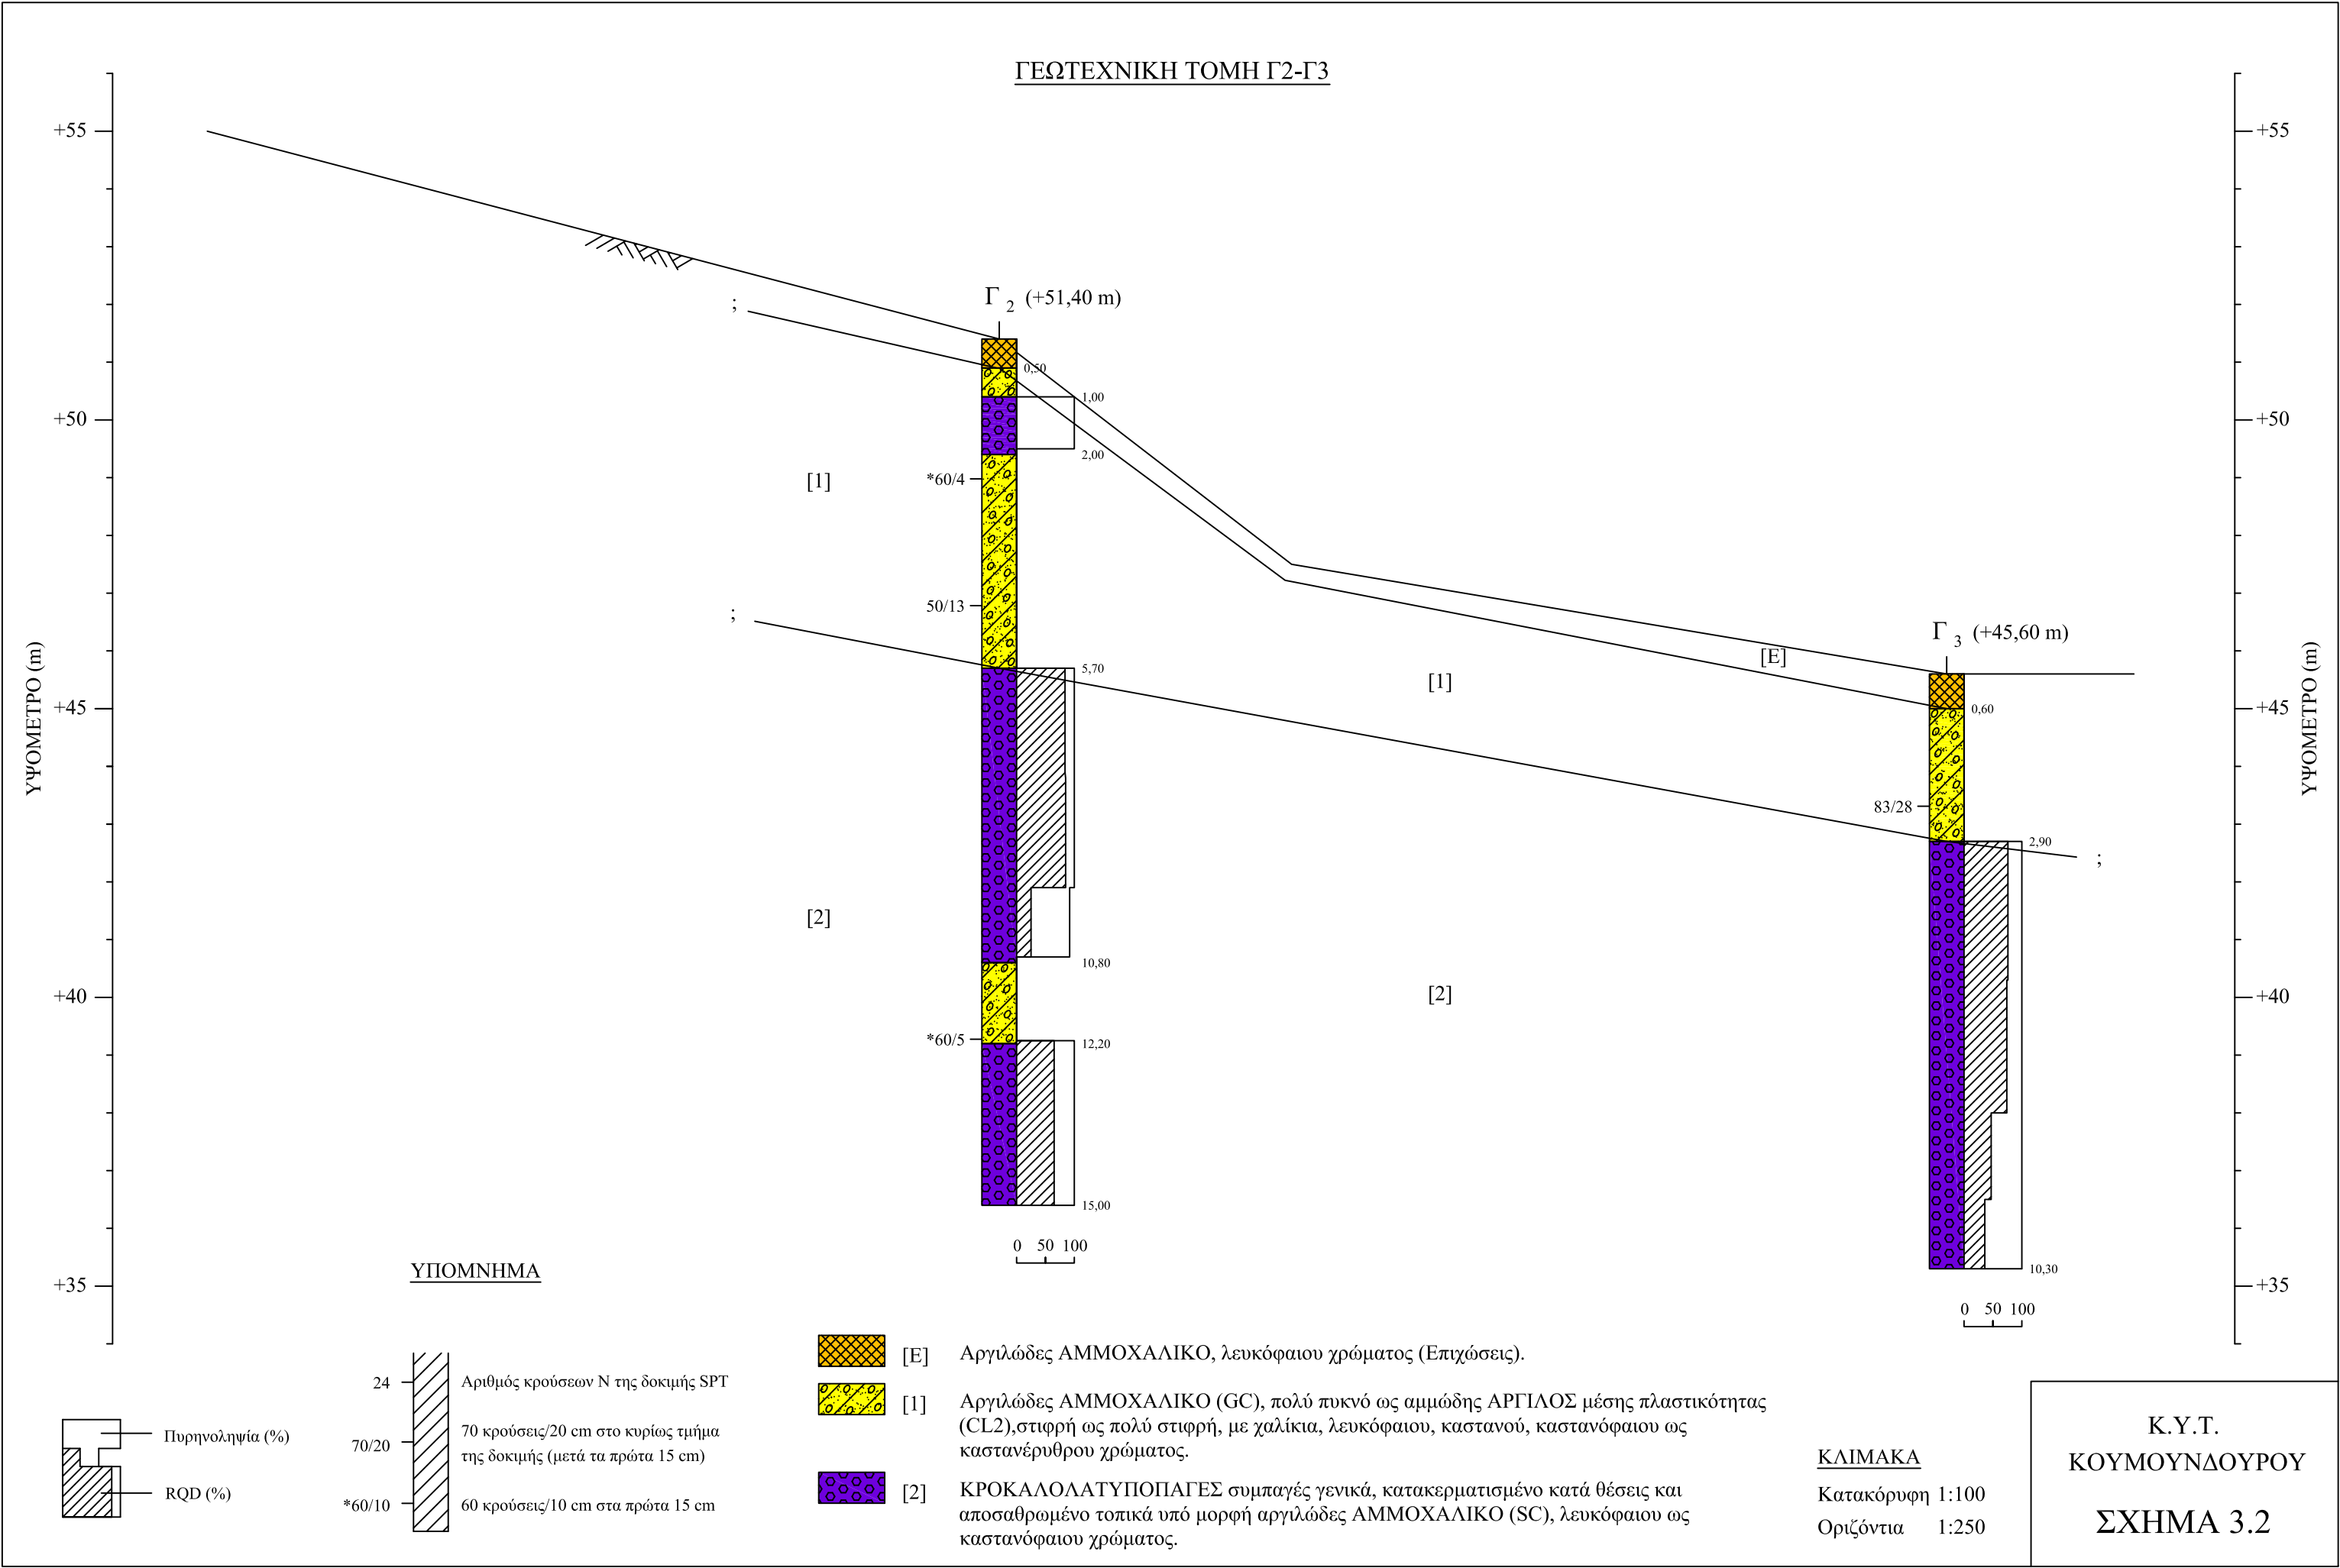 ΓΕΩΤΕΧΝΙΚΗ ΤΟΜΗ Γ2-Γ3
+55
+50
+45
+40
+35
ΥΨΟΜΕΤΡΟ (m)
+55
+50
+45
+40
+35
ΥΨΟΜΕΤΡΟ (m)
Γ 2 (+51,40 m)
;
0,50
1,00
2,00
[1]
*60/4
50/13
;
5,70
[2]
10,80
*60/5
12,20
15,00
0 50 100
Γ 3 (+45,60 m)
[Ε]
[1]
0,60
83/28
2,90
;
[2]
10,30
0 50 100
ΥΠΟΜΝΗΜΑ
Πυρηνοληψία (%)
RQD (%)
24
Αριθμός κρούσεων Ν της δοκιμής SPT
70/20
70 κρούσεις/20 cm στο κυρίως τμήμα
της δοκιμής (μετά τα πρώτα 15 cm)
*60/10
60 κρούσεις/10 cm στα πρώτα 15 cm
[Ε] Αργιλώδες ΑΜΜΟΧΑΛΙΚΟ, λευκόφαιου χρώματος (Επιχώσεις).
[1] Αργιλώδες ΑΜΜΟΧΑΛΙΚΟ (GC), πολύ πυκνό ως αμμώδης ΑΡΓΙΛΟΣ μέσης πλαστικότητας
(CL2),στιφρή ως πολύ στιφρή, με χαλίκια, λευκόφαιου, καστανού, καστανόφαιου ως
καστανέρυθρου χρώματος.
[2] ΚΡΟΚΑΛΟΛΑΤΥΠΟΠΑΓΕΣ συμπαγές γενικά, κατακερματισμένο κατά θέσεις και
αποσαθρωμένο τοπικά υπό μορφή αργιλώδες ΑΜΜΟΧΑΛΙΚΟ (SC), λευκόφαιου ως
καστανόφαιου χρώματος.
ΚΛΙΜΑΚΑ
Κατακόρυφη 1:100
Οριζόντια 1:250
Κ.Υ.Τ.
ΚΟΥΜΟΥΝΔΟΥΡΟΥ
ΣΧΗΜΑ 3.2